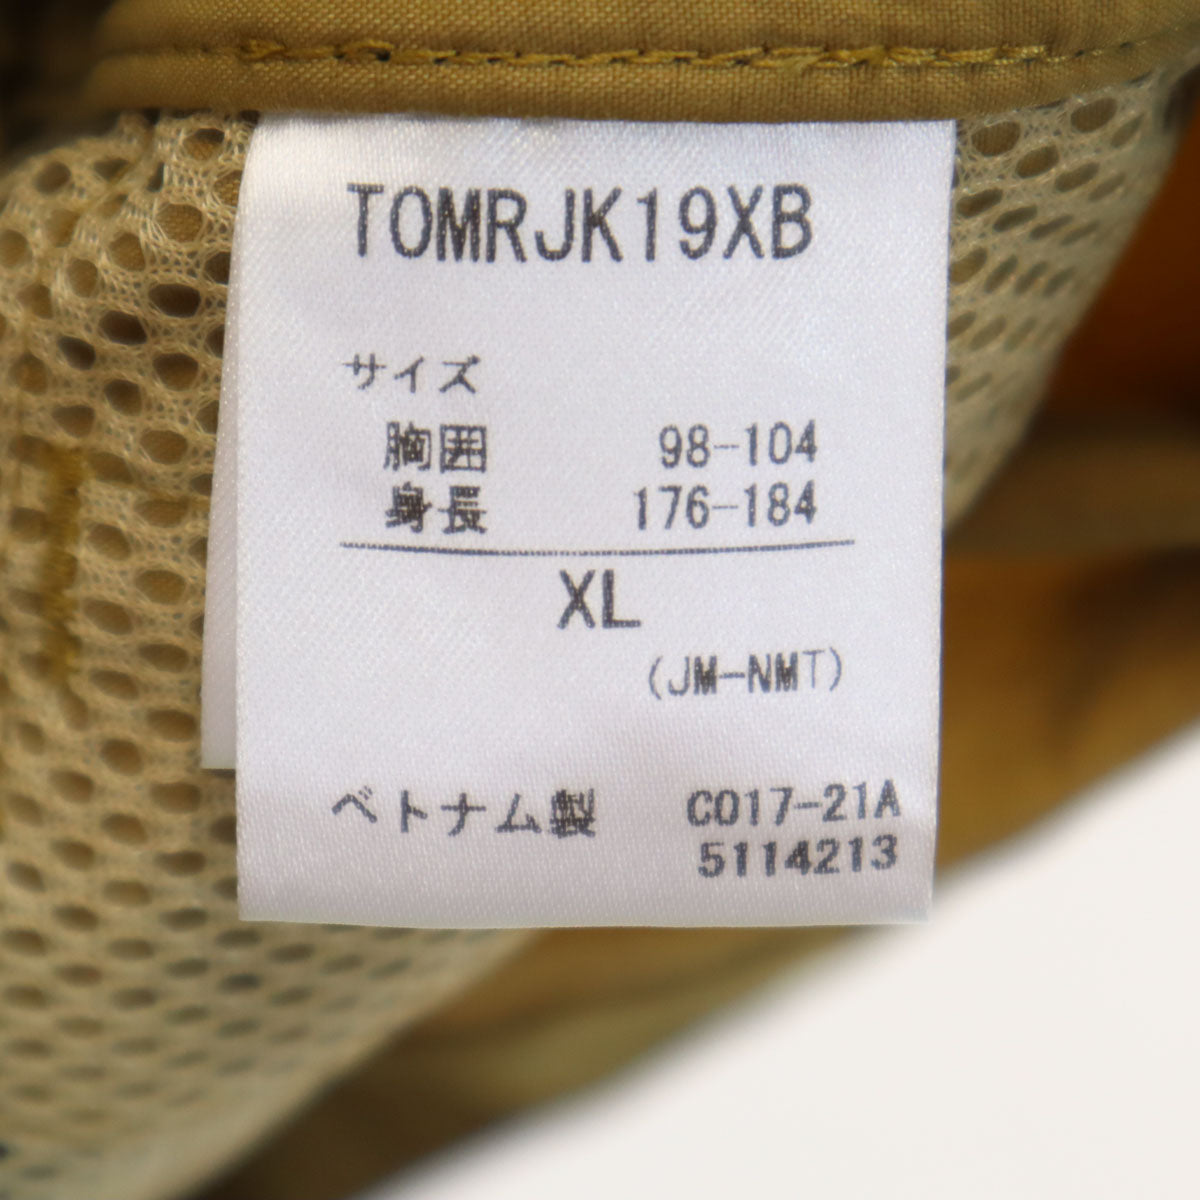 TOMRJK19XB
サイズ
胸囲 98-104
身長 176-184
XL
(JM-NMT)
ベトナム製 C017-21A
5114213